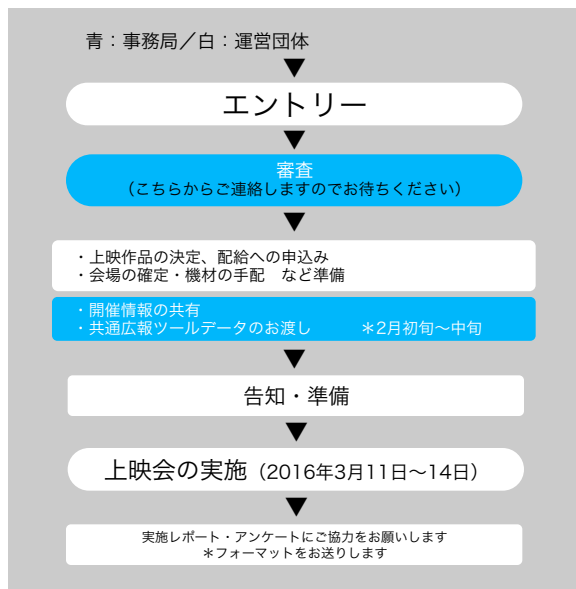 青：事務局／白：運営団体
エントリー
審査
（こちらからご連絡しますのでお待ちください）
・上映作品の決定、配給への申込み
・会場の確定・機材の手配　など準備
・開催情報の共有
・共通広報ツールデータのお渡し　　　＊2月初旬～中旬
告知・準備
上映会の実施（2016年3月11日～14日）
実施レポート・アンケートにご協力をお願いします
＊フォーマットをお送りします